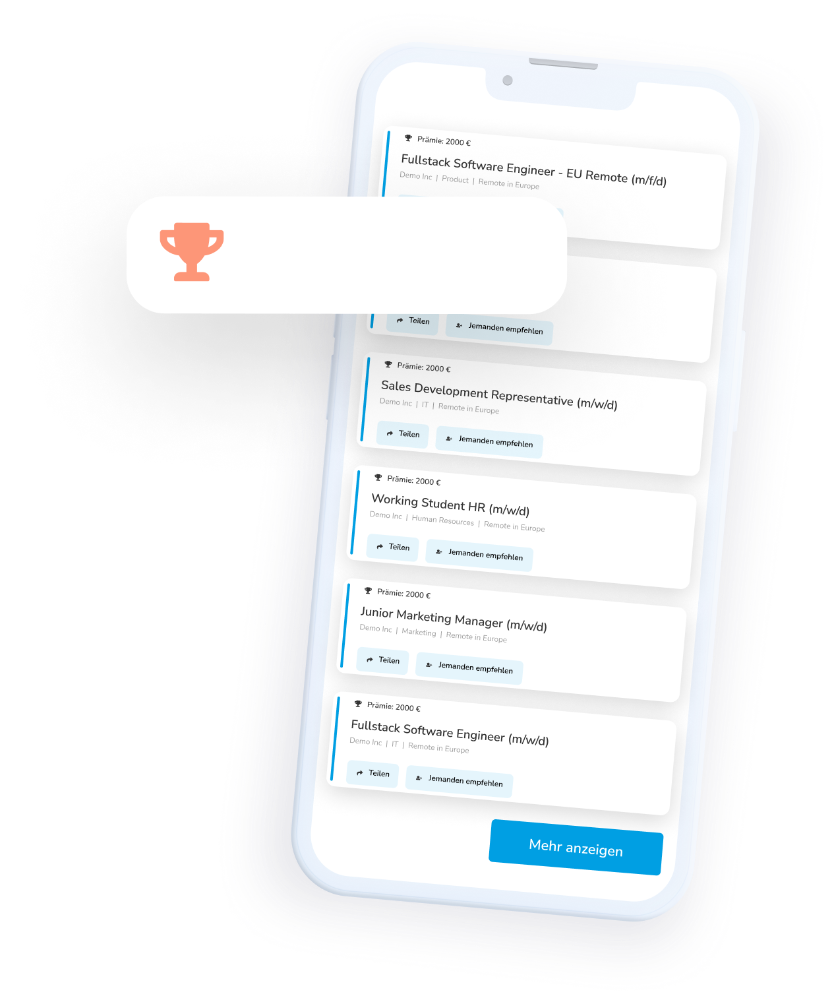 Prämie: 2000 €
Fullstack Software Engineer - EU Remote (m/f/d)
Demo Inc | Product | Remote in Europe
Teilen Jemanden empfehlen
Prämie: 2000 €
Sales Development Representative (m/w/d)
Demo Inc | IT | Remote in Europe
Teilen Jemanden empfehlen
Prämie: 2000 €
Working Student HR (m/w/d)
Demo Inc | Human Resources | Remote in Europe
Teilen Jemanden empfehlen
Prämie: 2000 €
Junior Marketing Manager (m/w/d)
Demo Inc | Marketing | Remote in Europe
Teilen Jemanden empfehlen
Prämie: 2000 €
Fullstack Software Engineer (m/w/d)
Demo Inc | IT | Remote in Europe
Teilen Jemanden empfehlen
Mehr anzeigen